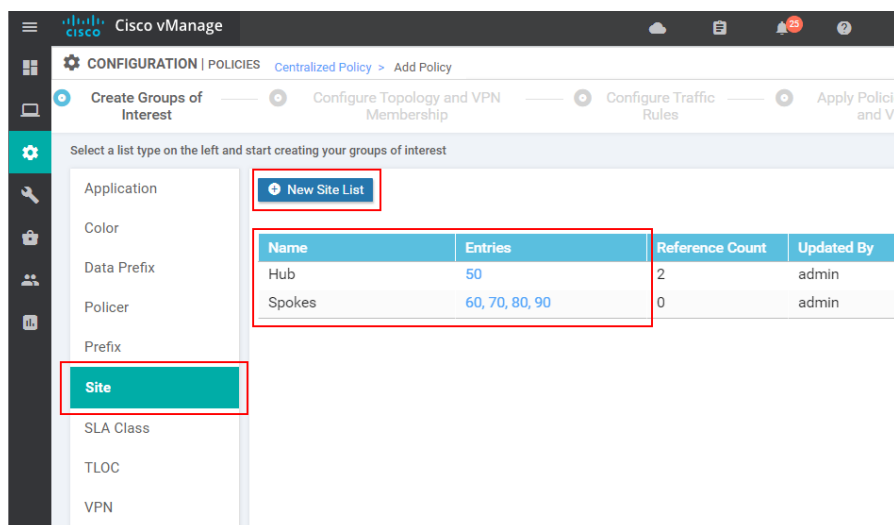 cisco Cisco vManage
25
CONFIGURATION | POLICIES Centralized Policy > Add Policy
Create Groups of Interest
Configure Topology and VPN Membership
Configure Traffic Rules
Apply Polici
and V
Select a list type on the left and start creating your groups of interest
Application
Color
Data Prefix
Policer
Prefix
Site
SLA Class
TLOC
VPN
New Site List
Name Entries Reference Count Updated By
Hub 50 2 admin
Spokes 60, 70, 80, 90 0 admin